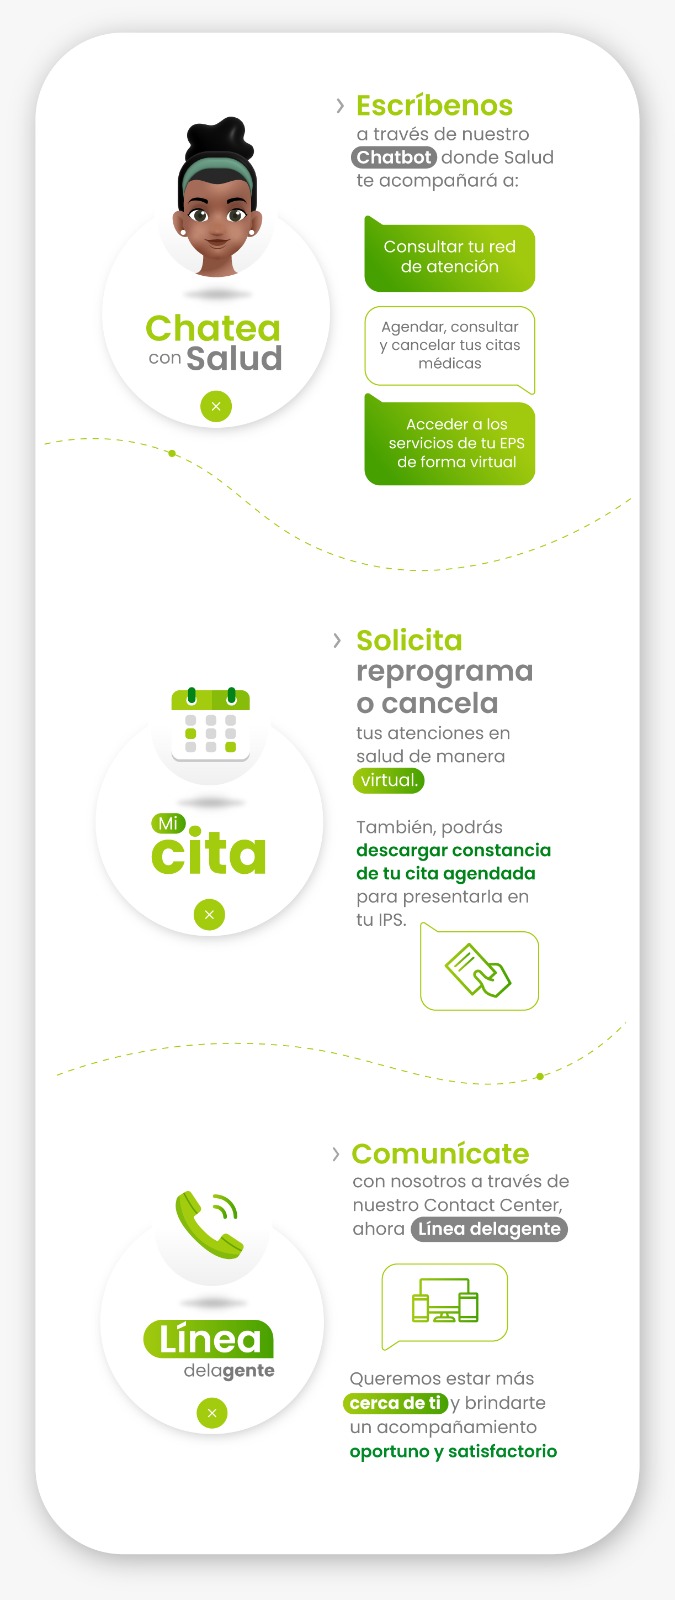 Escríbenos
a través de nuestro
Chatbot donde Salud
te acompañará a:
Chatea
con Salud
Consultar tu red
de atención
Agendar, consultar
y cancelar tus citas
médicas
Acceder a los
servicios de tu EPS
de forma virtual
Solicita
reprograma
o cancela
tus atenciones en
salud de manera
virtual.
Mi
cita
También, podrás
descargar constancia
de tu cita agendada
para presentarla en
tu IPS.
Comunícate
con nosotros a través de
nuestro Contact Center,
ahora Línea delagente
Línea
delagente
Queremos estar más
cerca de ti y brindarte
un acompañamiento
oportuno y satisfactorio